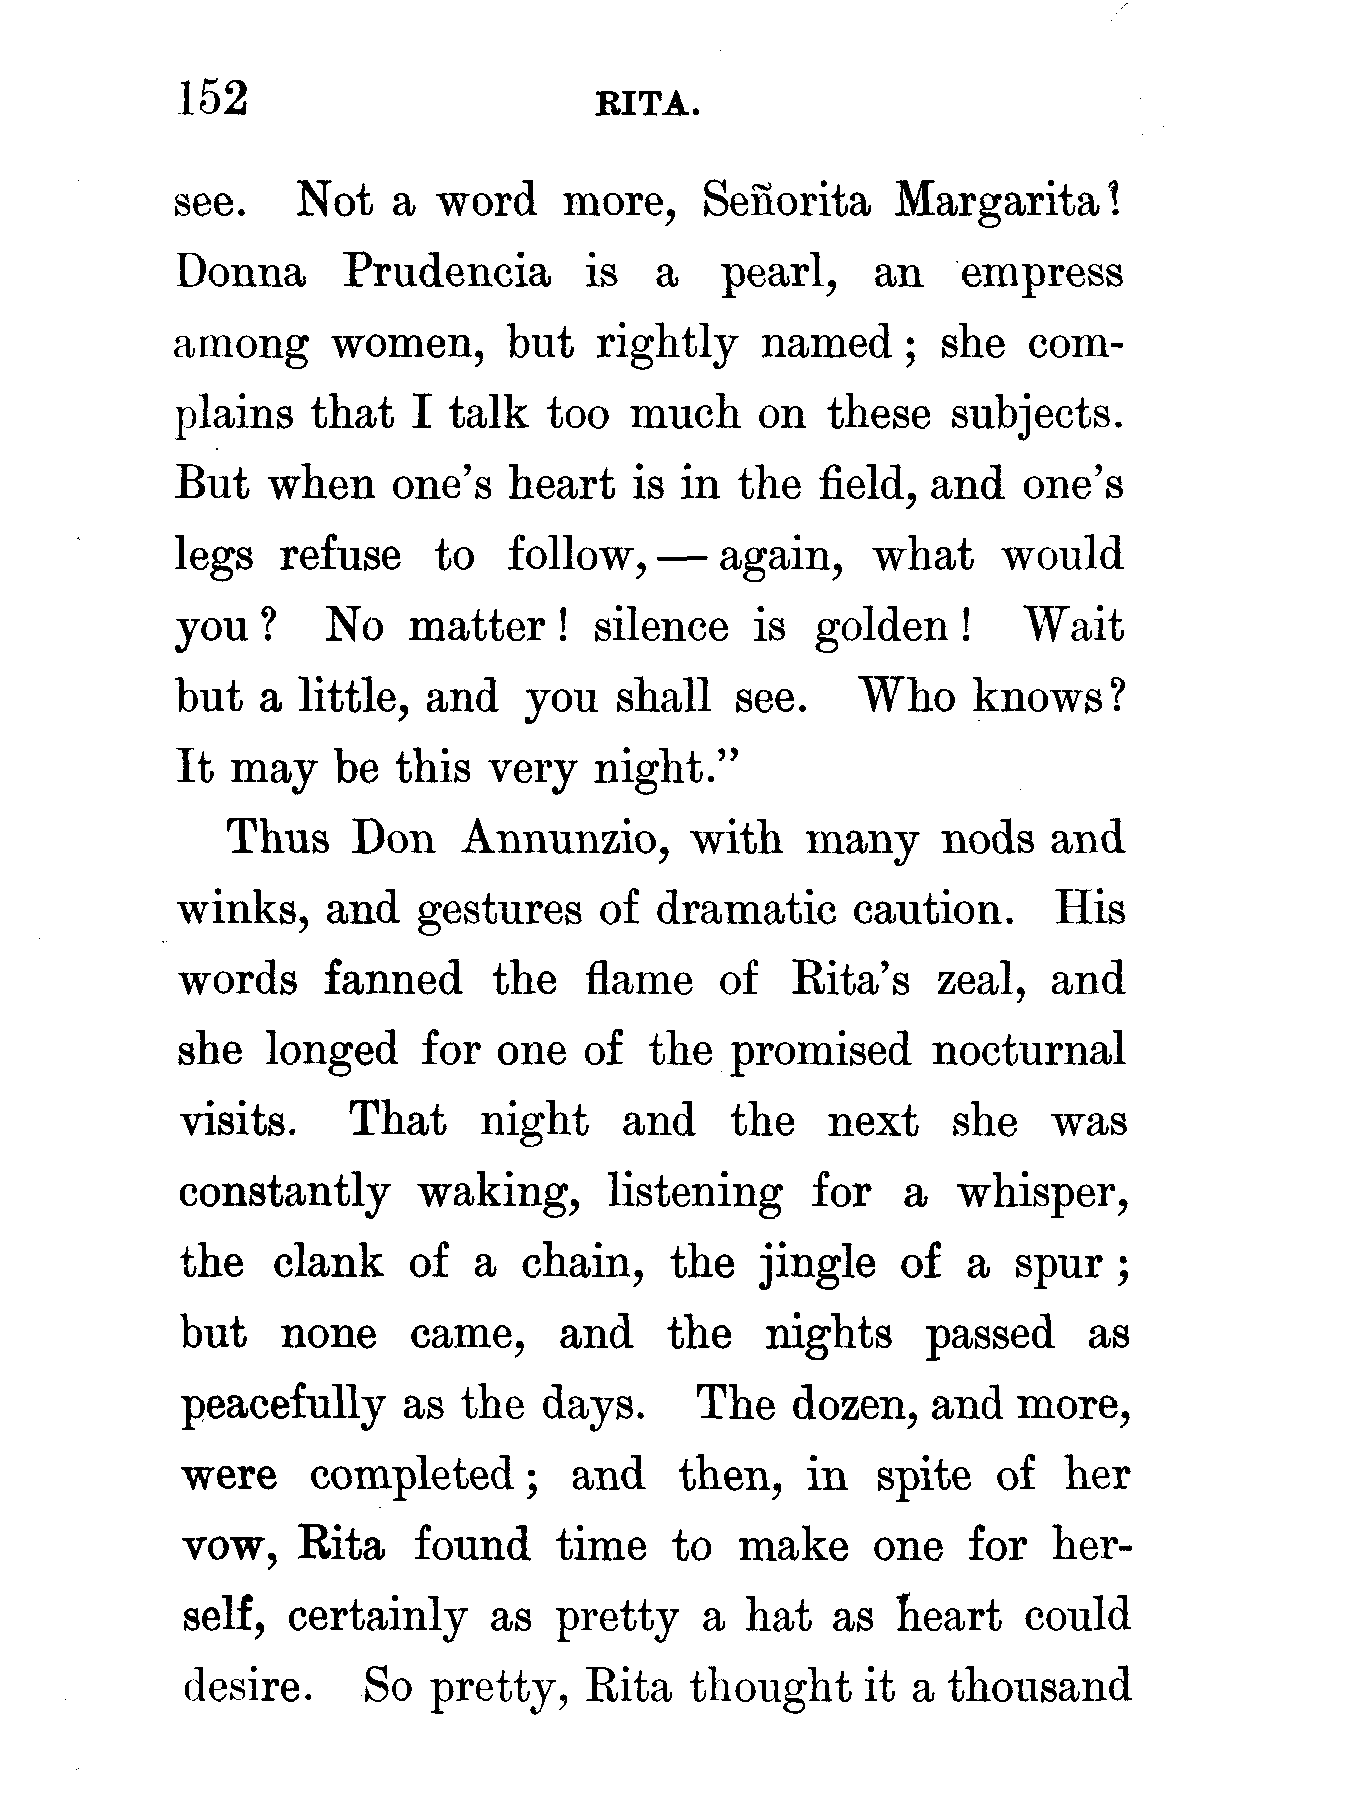 152 RITA.
see. Not a word more, Señorita Margarita!
Donna Prudencia is a pearl, an empress
among women, but rightly named; she com-
plains that I talk too much on these subjects.
But when one's heart is in the field, and one's
legs refuse to follow,—again, what would
you? No matter! silence is golden! Wait
but a little, and you shall see. Who knows?
It may be this very night."
Thus Don Annunzio, with many nods and
winks, and gestures of dramatic caution. His
words fanned the flame of Rita's zeal, and
she longed for one of the promised nocturnal
visits. That night and the next she was
constantly waking, listening for a whisper,
the clank of a chain, the jingle of a spur;
but none came, and the nights passed as
peacefully as the days. The dozen, and more,
were completed; and then, in spite of her
vow, Rita found time to make one for her-
self, certainly as pretty a hat as heart could
desire. So pretty, Rita thought it a thousand